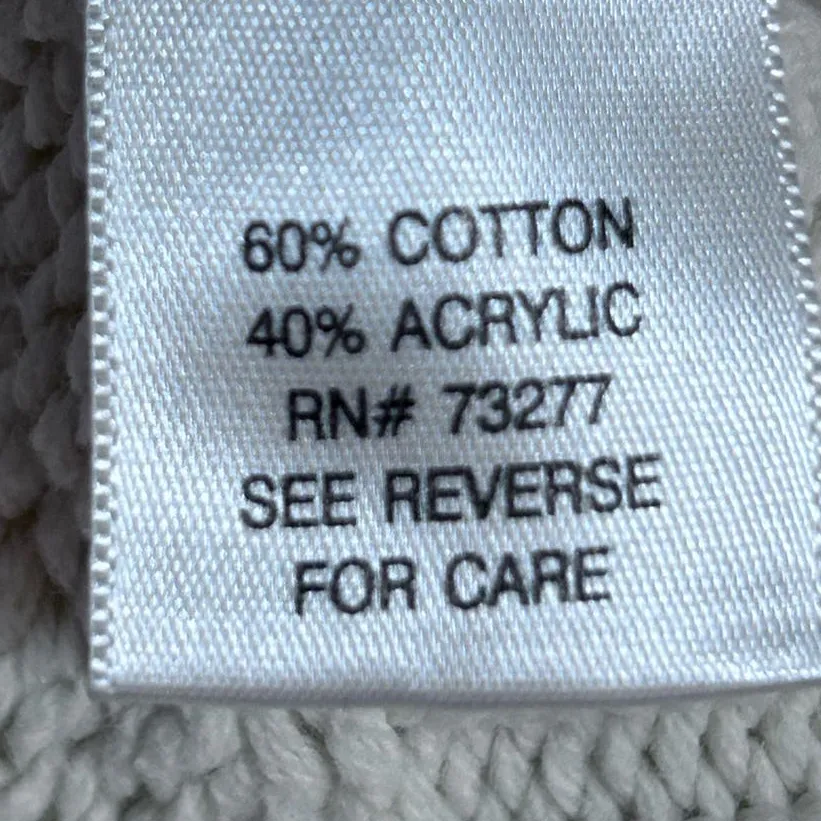 60% COTTON
40% ACRYLIC
RN# 73277
SEE REVERSE
FOR CARE